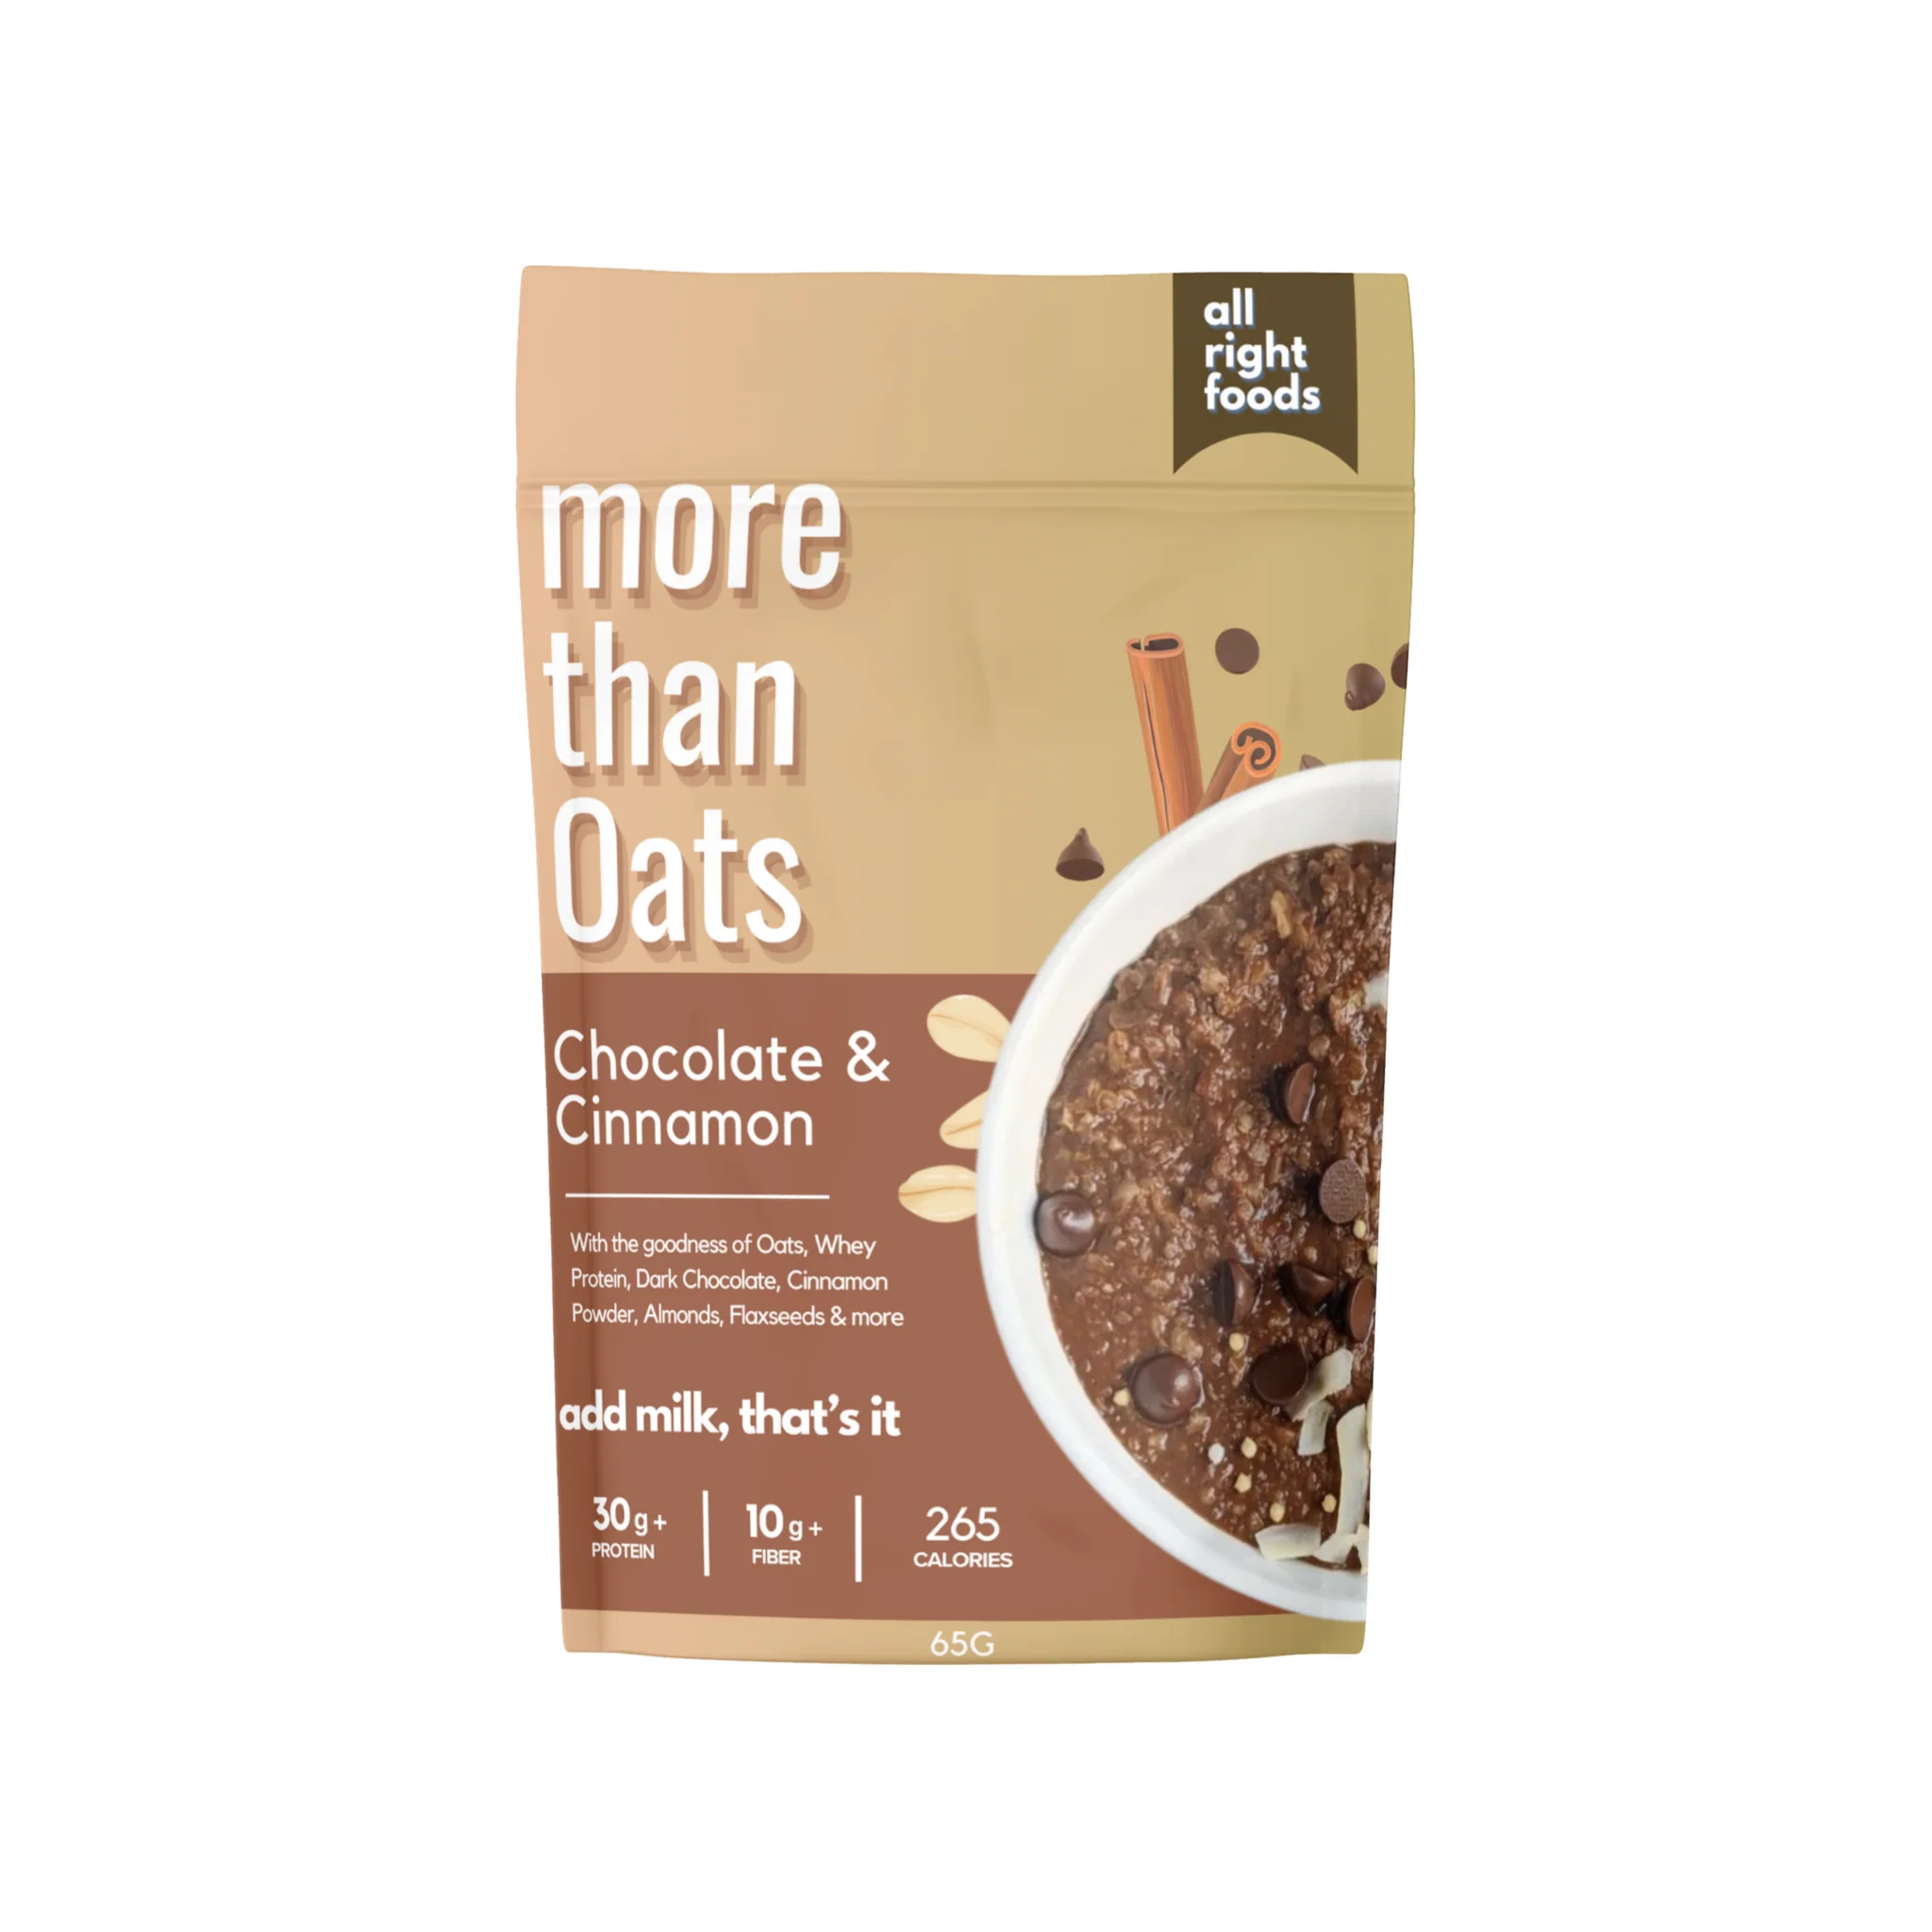 all
right
foods
more
than
Oats
Chocolate &
Cinnamon
With the goodness of Oats, Whey
Protein, Dark Chocolate, Cinnamon
Powder, Almonds, Flaxseeds & more
add milk, that's it
30g+
PROTEIN
10g+
FIBER
265
CALORIES
65G